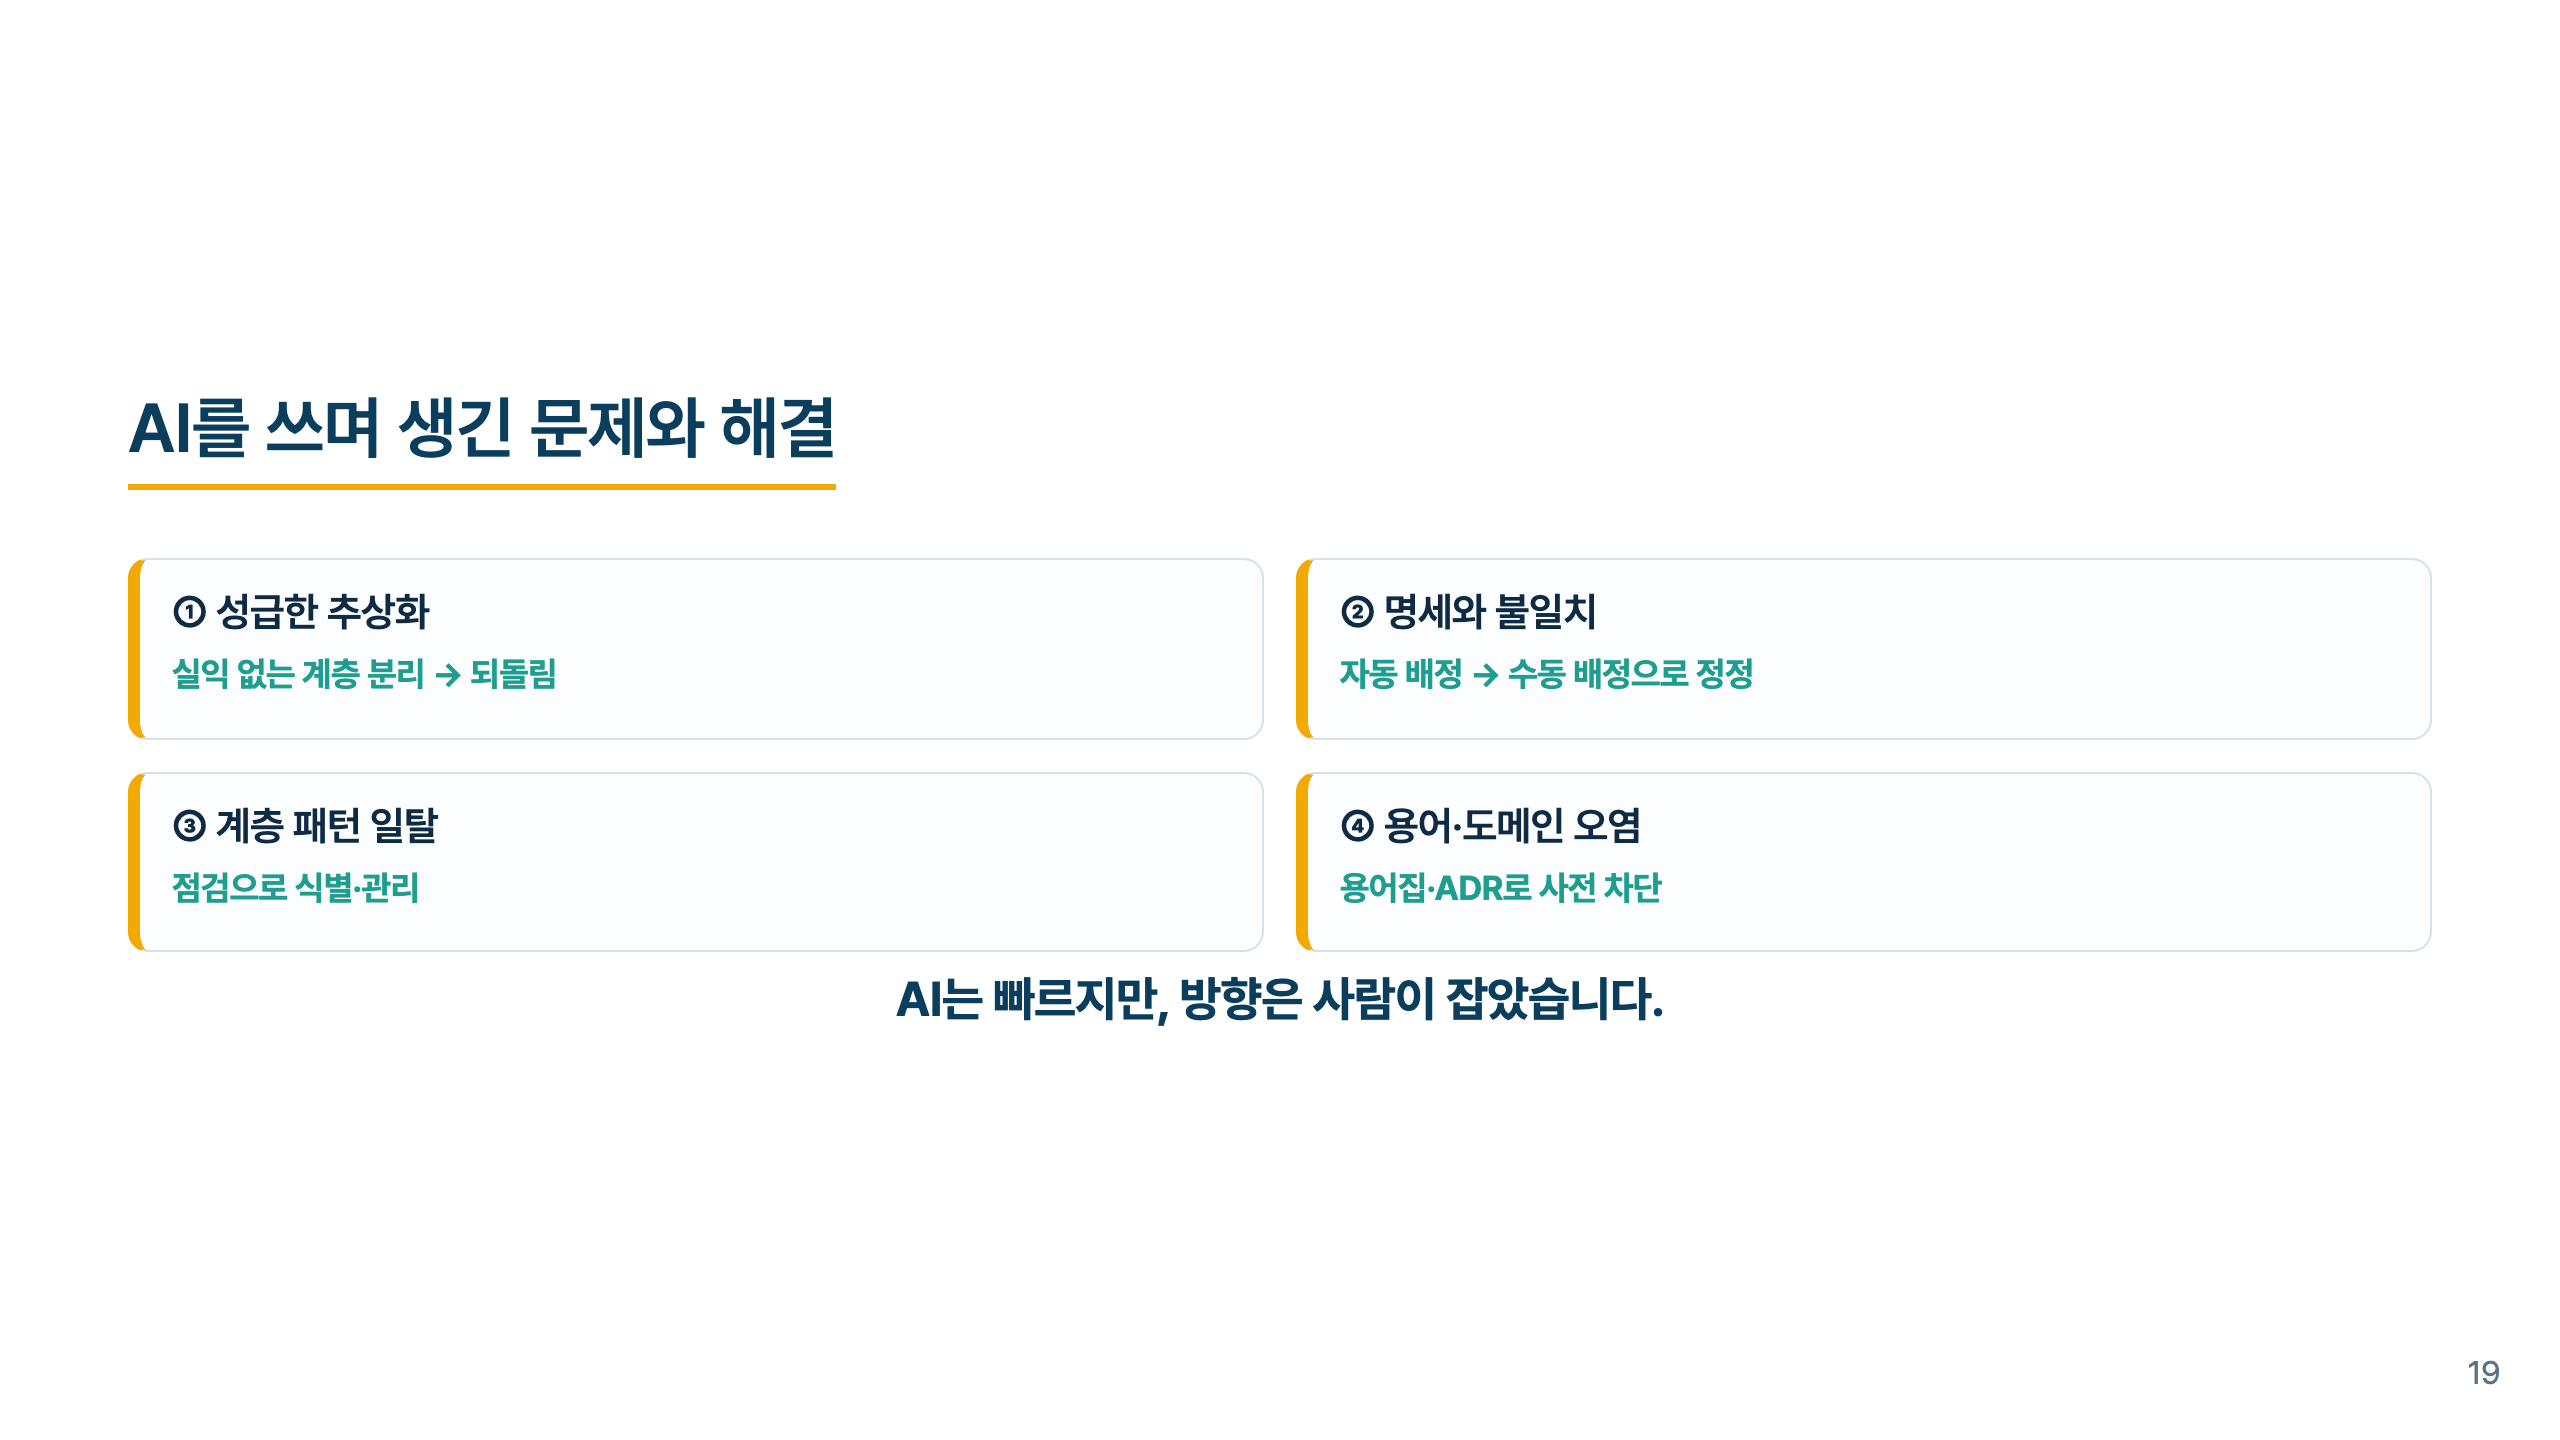 AI를 쓰며 생긴 문제와 해결
① 성급한 추상화
실익 없는 계층 분리 → 되돌림
② 명세와 불일치
자동 배정 → 수동 배정으로 정정
③ 계층 패턴 일탈
점검으로 식별·관리
④ 용어·도메인 오염
용어집·ADR로 사전 차단
AI는 빠르지만, 방향은 사람이 잡았습니다.
19